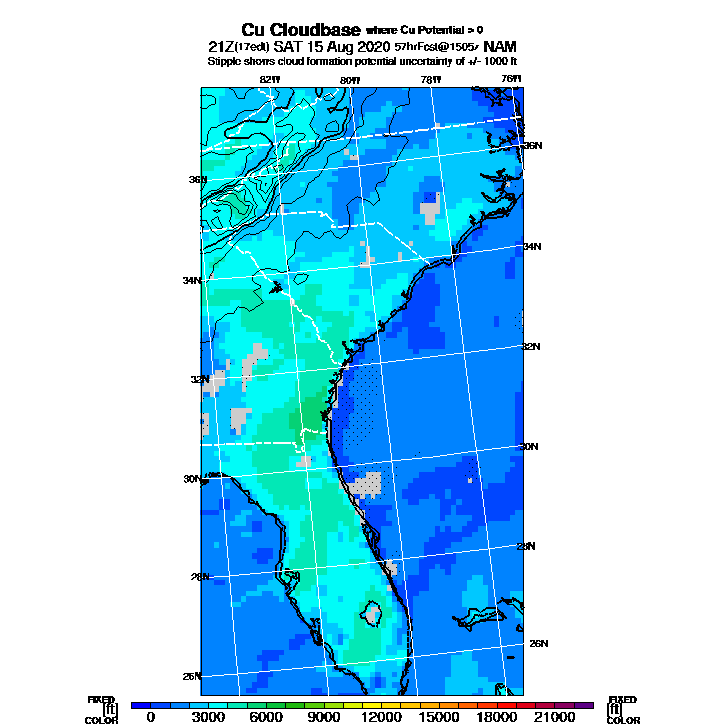 Cu Cloudbase where Cu Potential > 0
21Z(17edt) SAT 15 Aug 2020 57hrFcst@1505z NAM
Stipple shows cloud formation potential uncertainty of +/- 1000 ft
82W 80W 78W 76W
36N 36N
34N 34N
32N 32N
30N 30N
28N 28N
26N 26N
FIXED FIXED
[ft] 0 3000 6000 9000 12000 15000 18000 21000 [ft]
COLOR COLOR